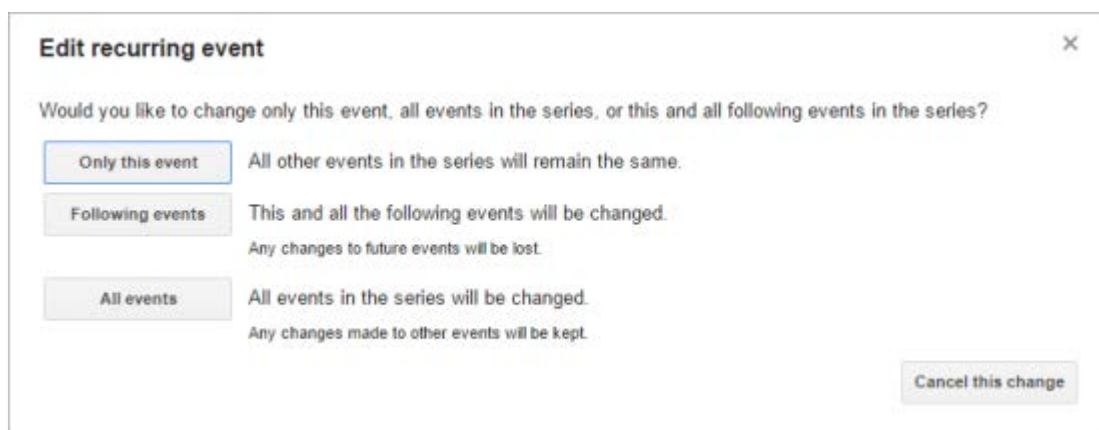 Edit recurring event
Would you like to change only this event, all events in the series, or this and all following events in the series?
Only this event All other events in the series will remain the same.
Following events This and all the following events will be changed.
Any changes to future events will be lost.
All events All events in the series will be changed.
Any changes made to other events will be kept.
Cancel this change